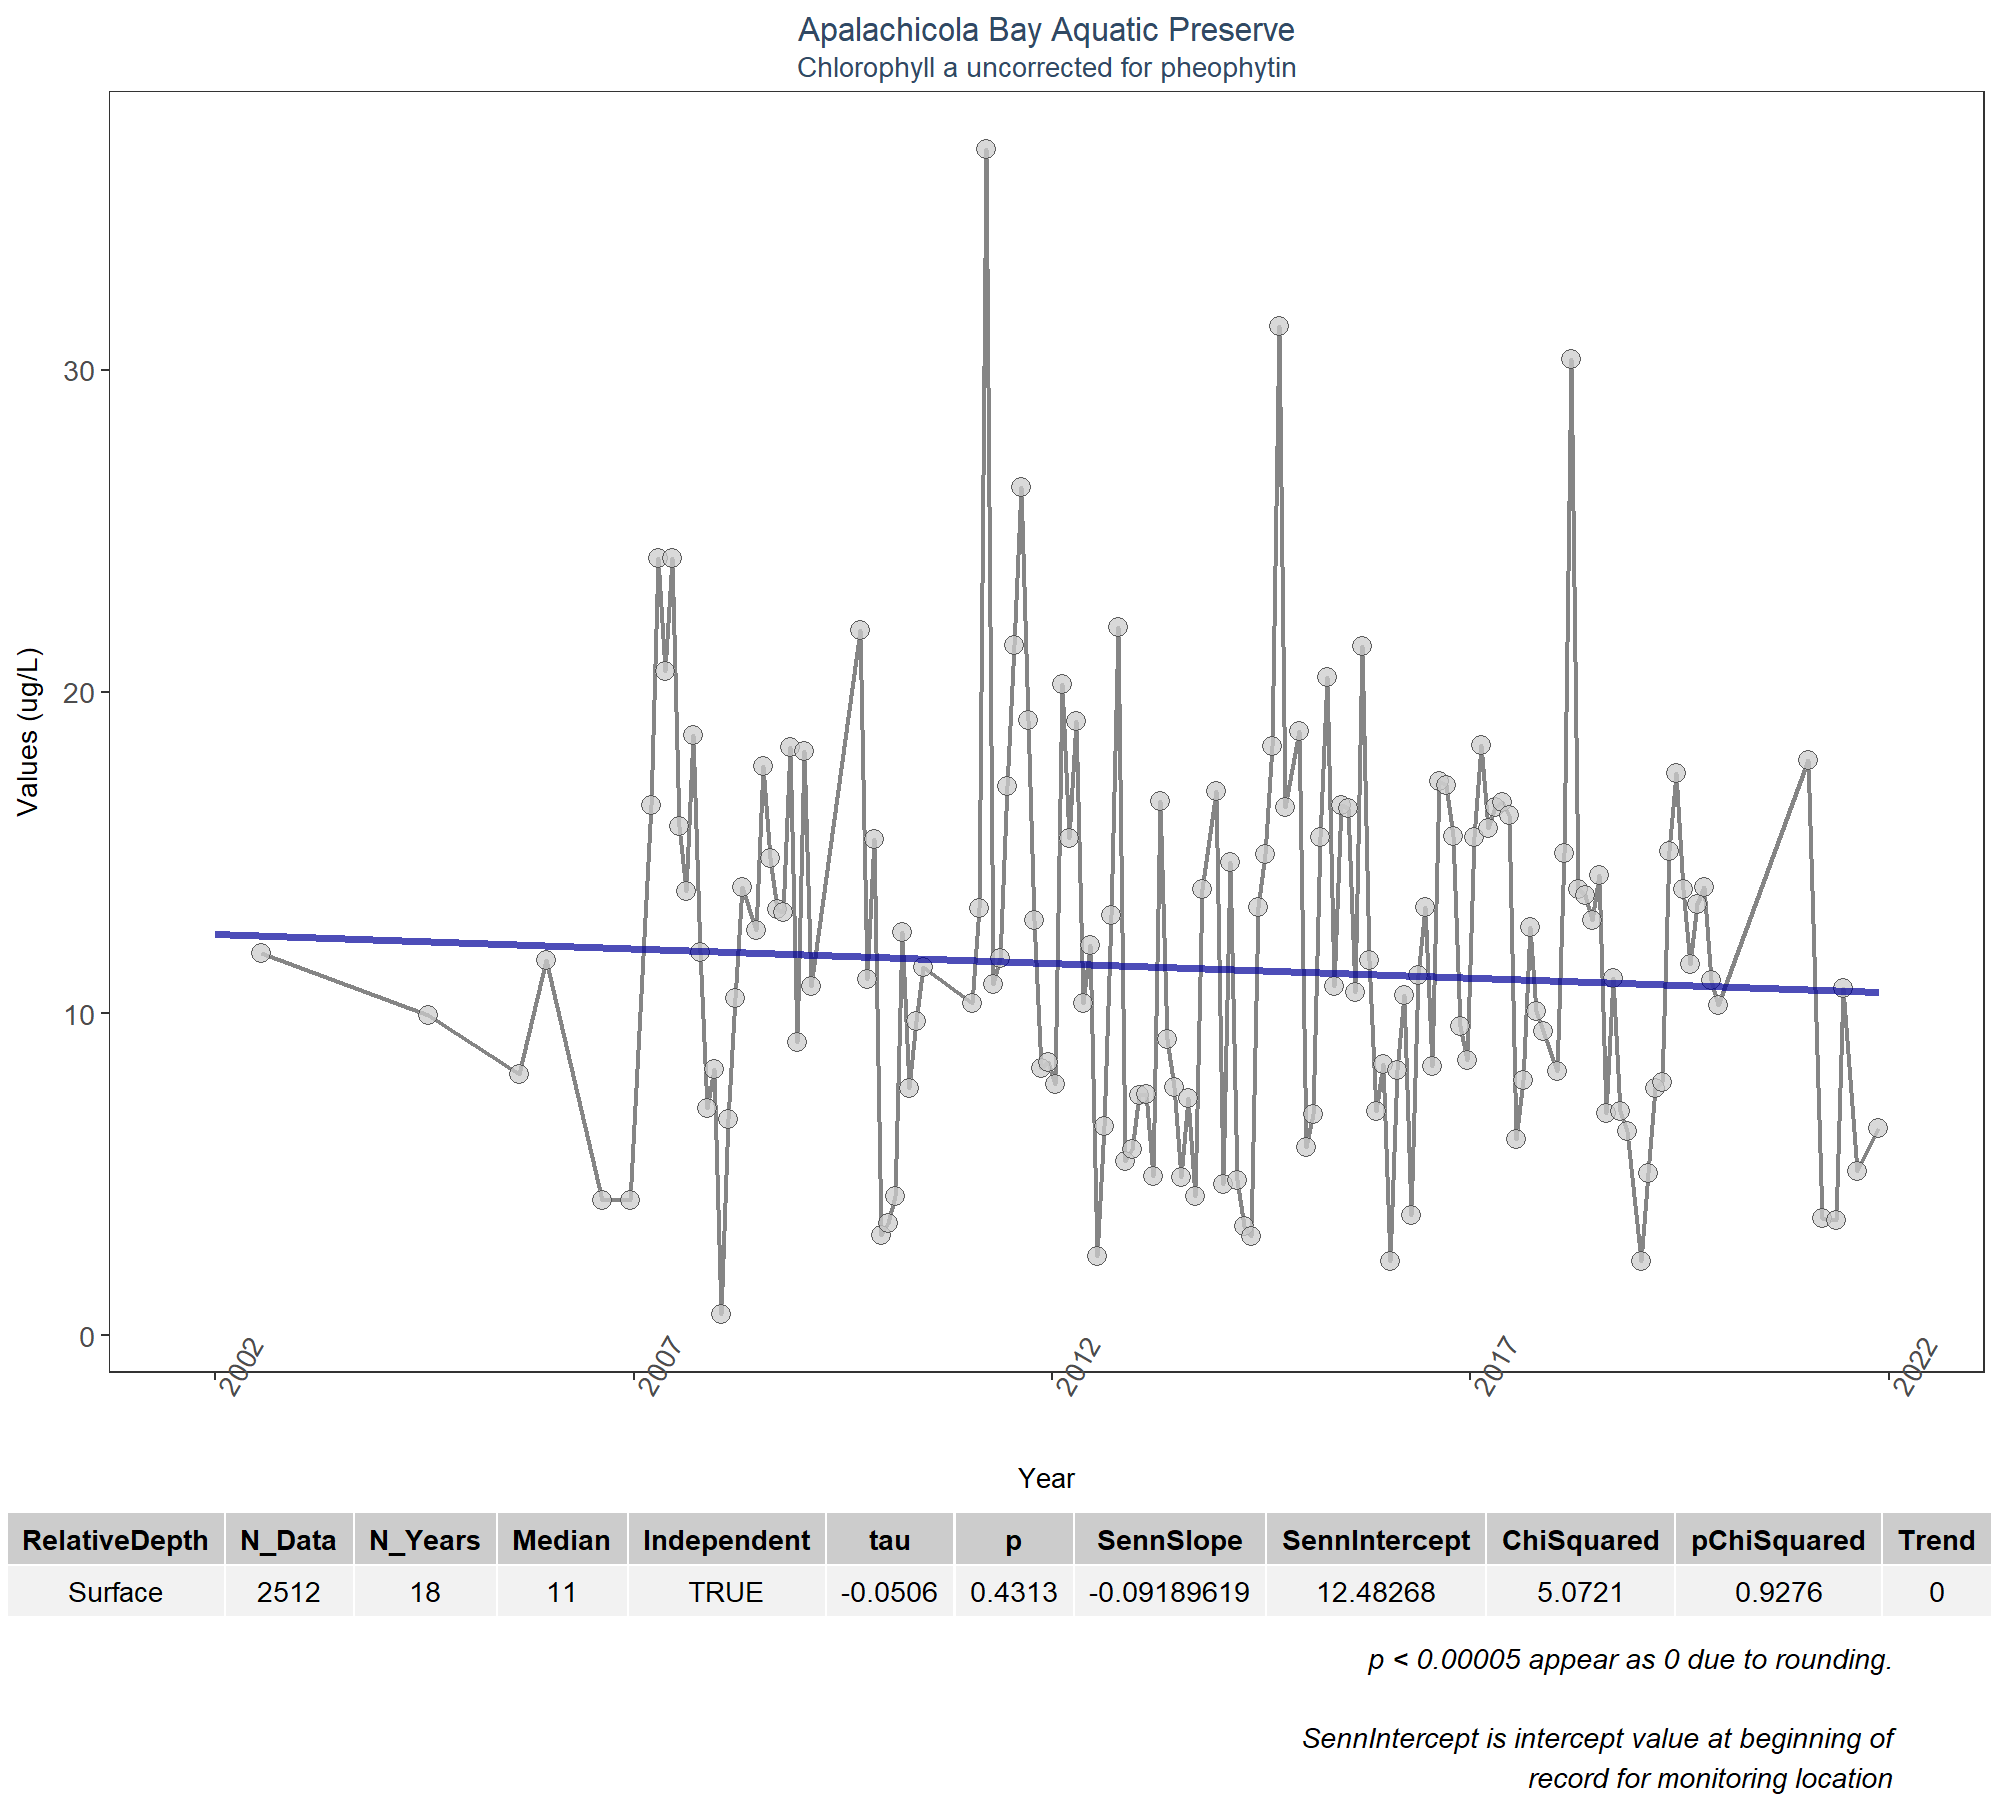 Apalachicola Bay Aquatic Preserve
Chlorophyll a uncorrected for pheophytin
Values (ug/L)
30
20
10
0
2002
2007
2012
2017
2022
Year
RelativeDepth N_Data N_Years Median Independent tau p SennSlope SennIntercept ChiSquared pChiSquared Trend
Surface 2512 18 11 TRUE -0.0506 0.4313 -0.09189619 12.48268 5.0721 0.9276 0
p < 0.00005 appear as 0 due to rounding.
SennIntercept is intercept value at beginning of
record for monitoring location